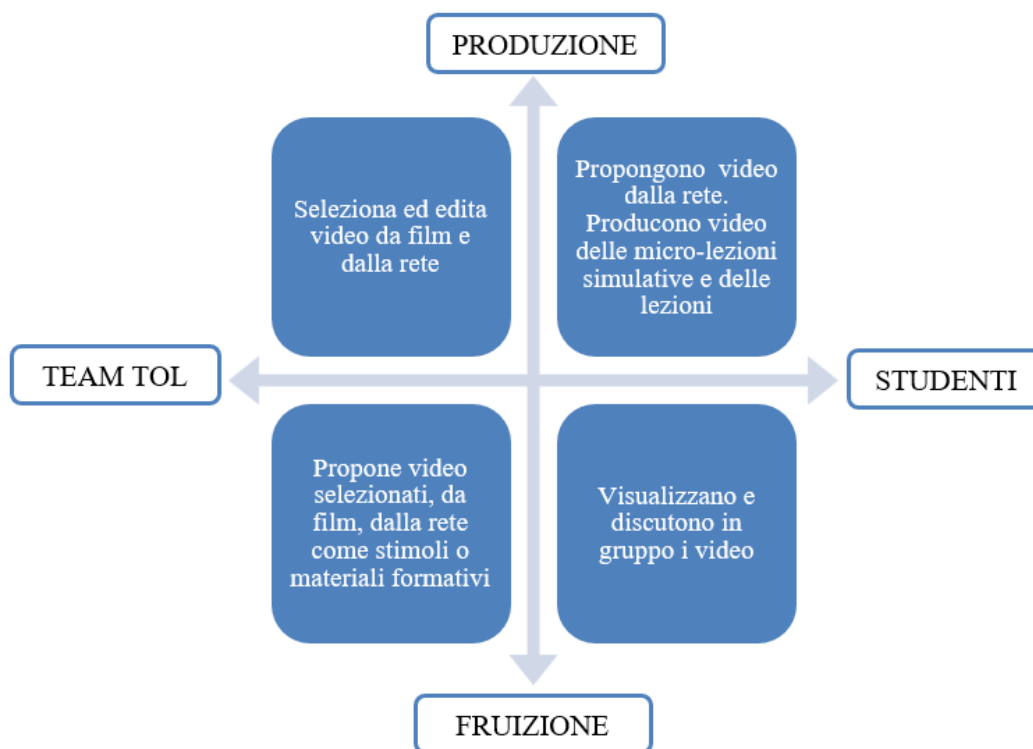 PRODUZIONE
Seleziona ed edita
video da film e
dalla rete
Propongono video
dalla rete.
Producono video
delle micro-lezioni
simulative e delle
lezioni
TEAM TOL
STUDENTI
Propone video
selezionati, da
film, dalla rete
come stimoli o
materiali formativi
Visualizzano e
discutono in
gruppo i video
FRUIZIONE